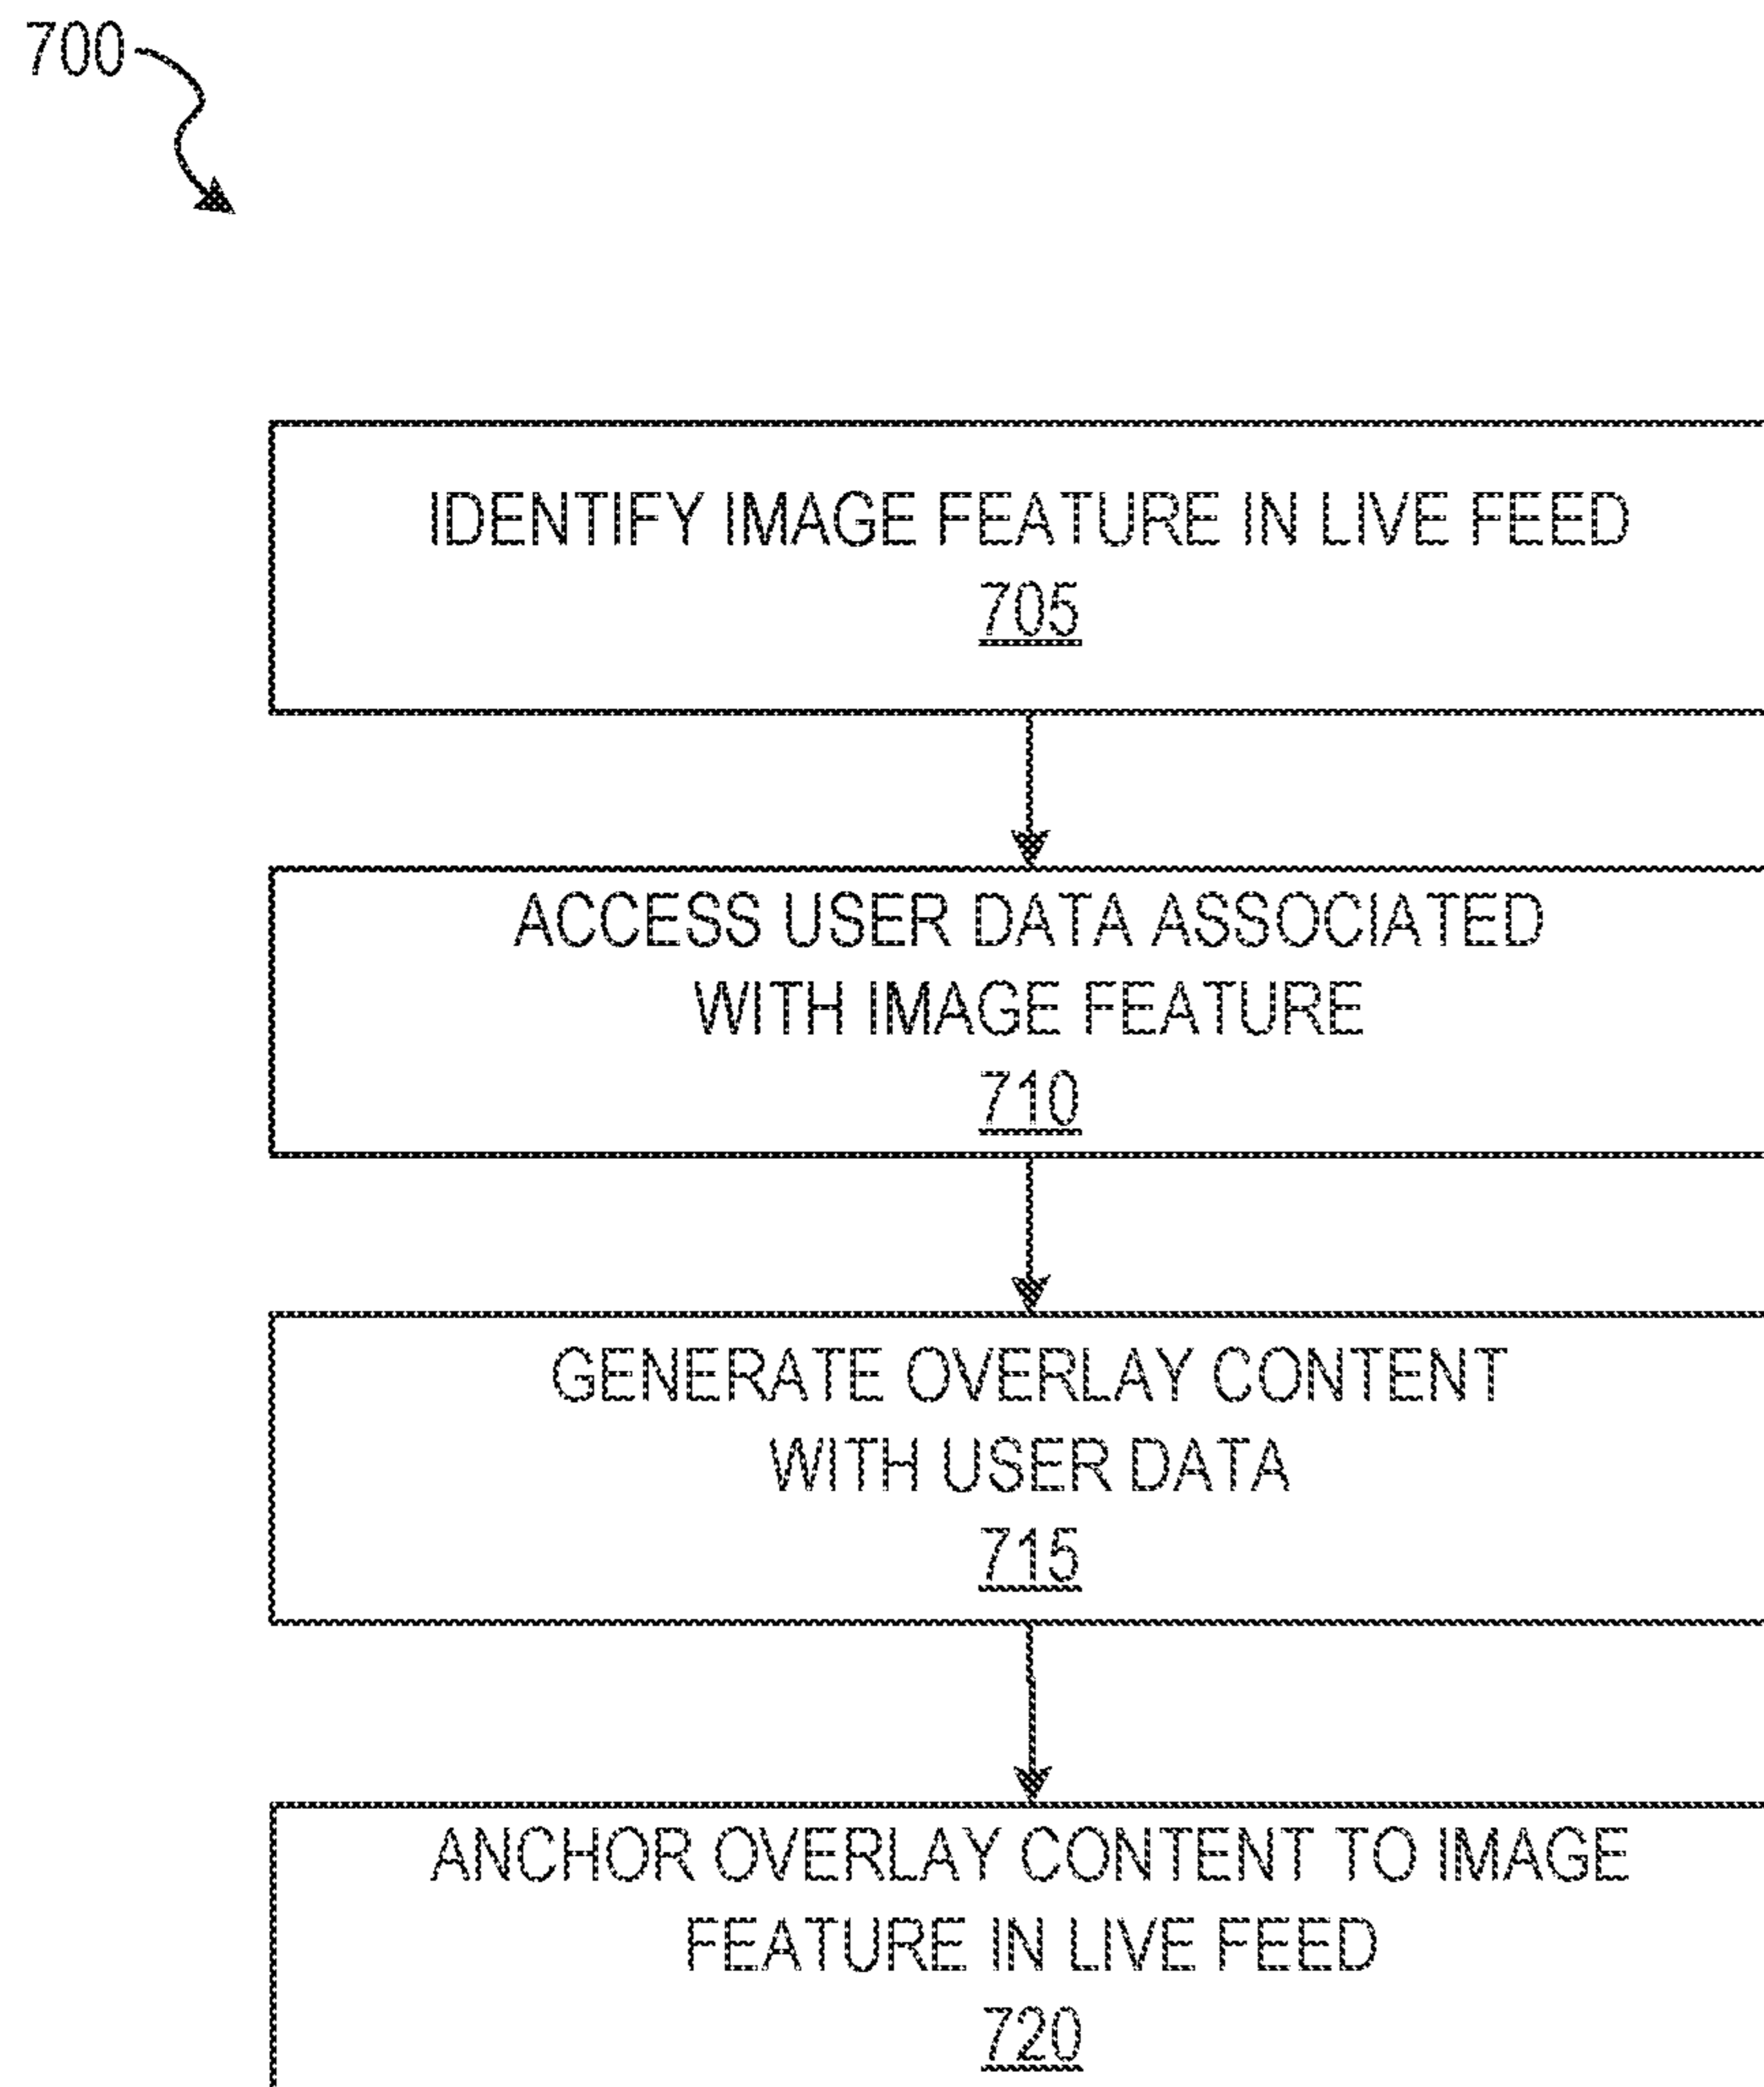 700
IDENTIFY IMAGE FEATURE IN LIVE FEED
705
ACCESS USER DATA ASSOCIATED
WITH IMAGE FEATURE
710
GENERATE OVERLAY CONTENT
WITH USER DATA
715
ANCHOR OVERLAY CONTENT TO IMAGE
FEATURE IN LIVE FEED
720